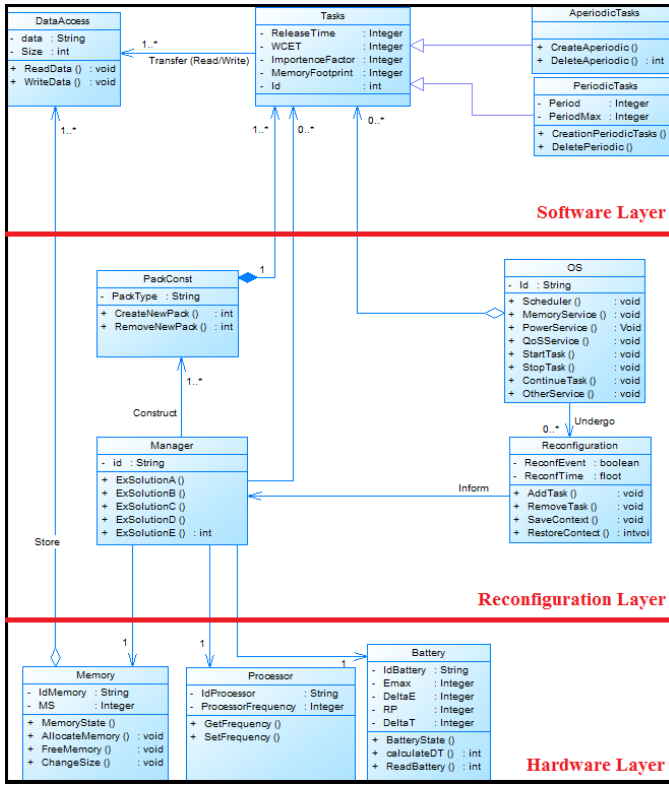 DataAccess
- data : String
- Size : int
+ ReadData () : void
+ WriteData () : void
1..*
Transfer (Read/Write)
Tasks
- ReleaseTime : Integer
- WCET : Integer
- ImportenceFactor : Integer
- MemoryFootprint : Integer
- Id : int
AperiodicTasks
+ CreateAperiodic ()
+ DeleteAperiodic () : int
PeriodicTasks
- Period : Integer
- PeriodMax : Integer
+ CreationPeriodicTasks ()
+ DeletePeriodic ()
1..*
1..*
0..*
0..*
Software Layer
PackConst
- PackType : String
+ CreateNewPack () : int
+ RemoveNewPack () : int
1
OS
- Id : String
+ Scheduler () : void
+ MemoryService () : void
+ PowerService () : Void
+ QoSService () : void
+ StartTask () : void
+ StopTask () : void
+ ContinueTask () : void
+ OtherService () : void
1..*
Construct
0..*
Undergo
Manager
- id : String
+ ExSolutionA ()
+ ExSolutionB ()
+ ExSolutionC ()
+ ExSolutionD ()
+ ExSolutionE () : int
Inform
Reconfiguration
- ReconfEvent : boolean
- ReconfTime : floot
+ AddTask () : void
+ RemoveTask () : void
+ SaveContext () : void
+ RestoreContect () : intvoi
Store
Reconfiguration Layer
1
1
1
Memory
- IdMemory : String
- MS : Integer
+ MemoryState ()
+ AllocateMemory () : void
+ FreeMemory () : void
+ ChangeSize () : void
Processor
- IdProcessor : String
- ProcessorFrequency : Integer
+ GetFrequency ()
+ SetFrequency ()
Battery
- IdBattery : String
- Emax : Integer
- DeltaE : Integer
- RP : Integer
- DeltaT : Integer
+ BatteryState ()
+ calculateDT () : int
+ ReadBattery () : int
Hardware Layer